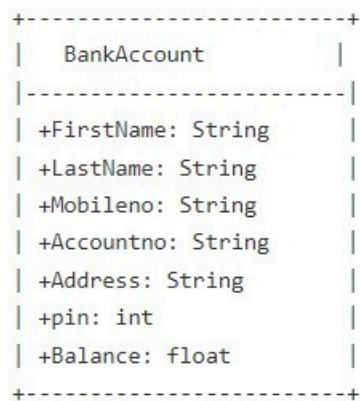 BankAccount
+FirstName: String
+LastName: String
+Mobileno: String
+Accountno: String
+Address: String
+pin: int
+Balance: float